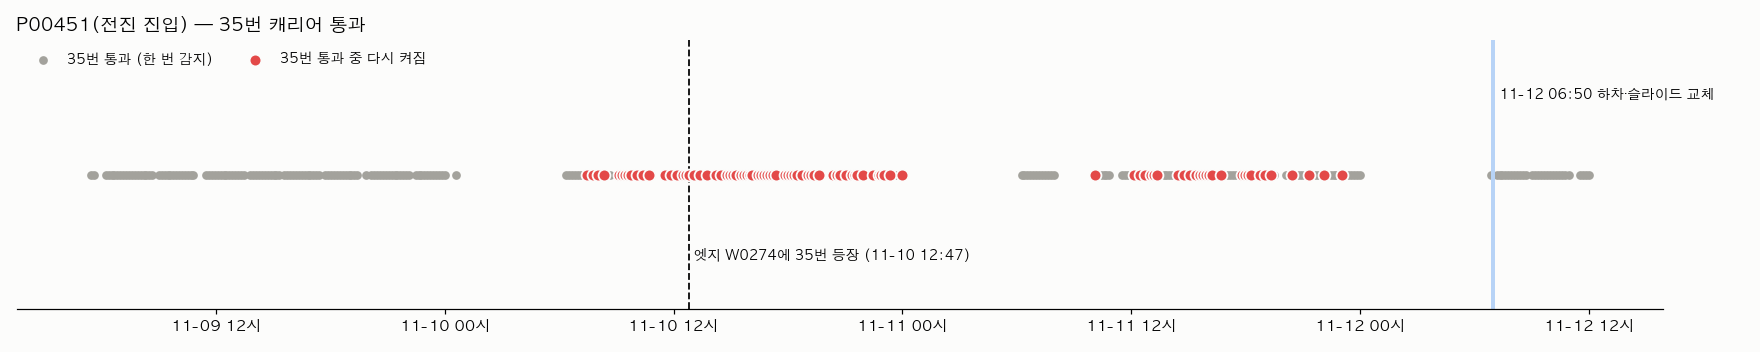 P00451(전진 진입) — 35번 캐리어 통과
35번 통과 (한 번 감지)
35번 통과 중 다시 켜짐
11-12 06:50 하차·슬라이드 교체
엣지 W0274에 35번 등장 (11-10 12:47)
11-09 12시
11-10 00시
11-10 12시
11-11 00시
11-11 12시
11-12 00시
11-12 12시